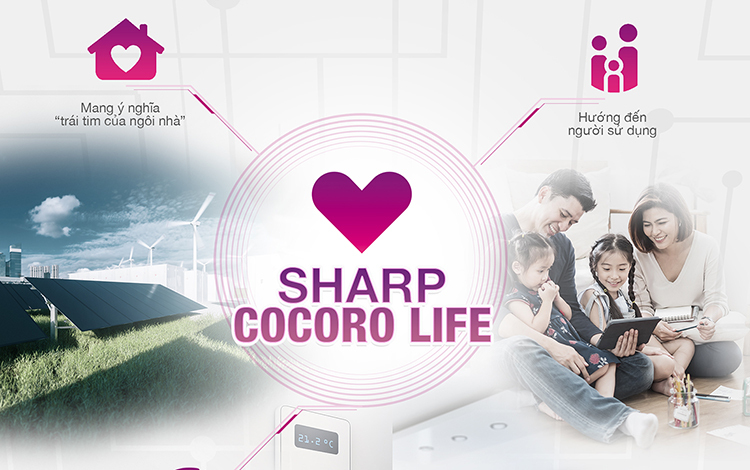 Mang ý nghĩa
“trái tim của ngôi nhà”
Hướng đến
người sử dụng
SHARP
COCORO LIFE
21.2°C